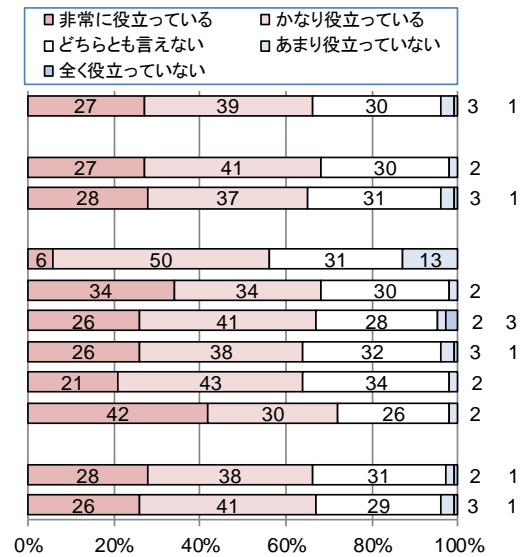 非常に役立っている かなり役立っている
どちらとも言えない あまり役立っていない
全く役立っていない
27 39 30 3 1
27 41 30 2
28 37 31 3 1
6 50 31 13
34 34 30 2
26 41 28 2 3
26 38 32 3 1
21 43 34 2
42 30 26 2
28 38 31 2 1
26 41 29 3 1
0% 20% 40% 60% 80% 100%